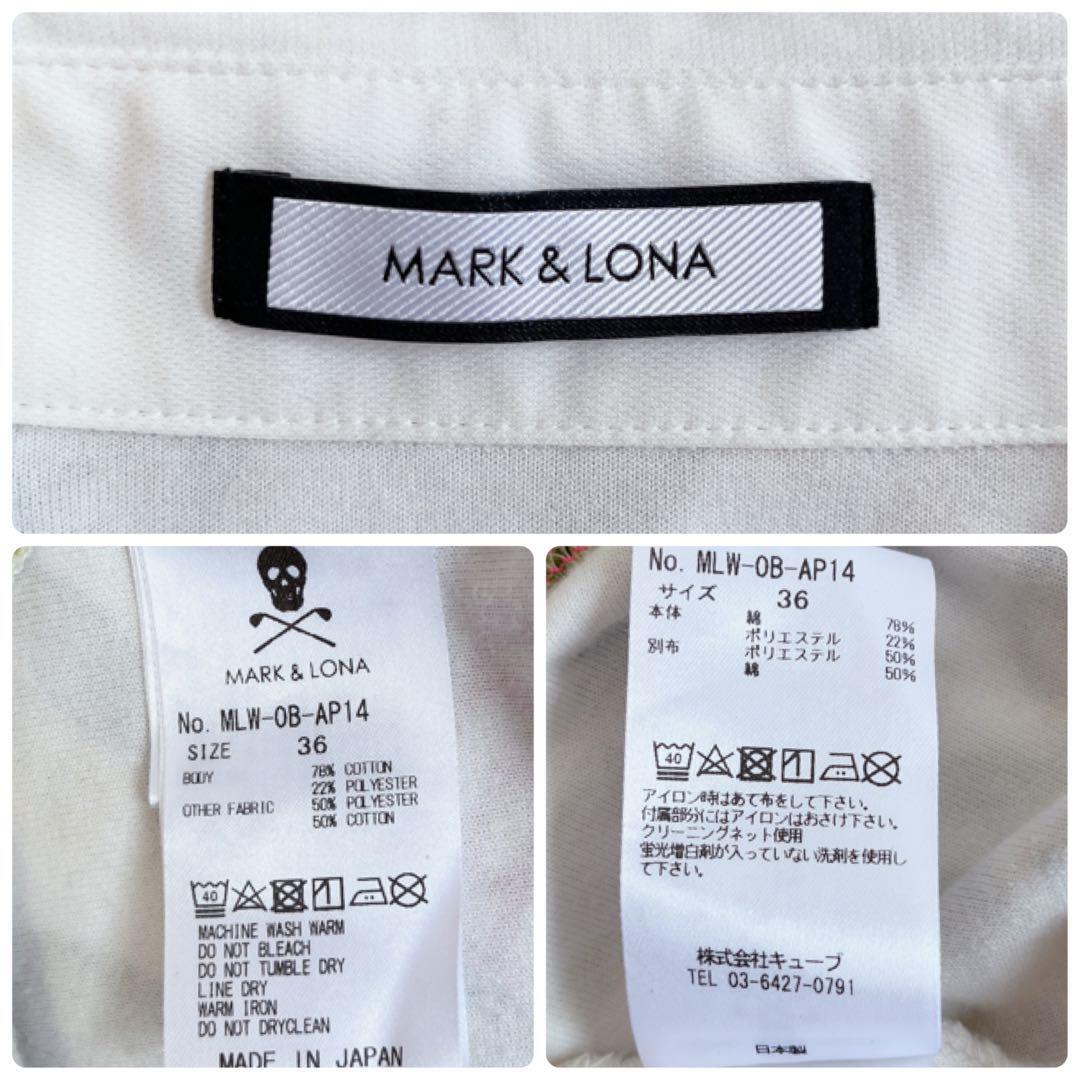 MARK & LONA
MARK & LONA
No. MLW-0B-AP14
SIZE 36
BODY 78% COTTON
22% POLYESTER
OTHER FABRIC 50% POLYESTER
50% COTTON
40
MACHINE WASH WARM
DO NOT BLEACH
DO NOT TUMBLE DRY
LINE DRY
WARM IRON
DO NOT DRYCLEAN
MADE IN JAPAN
No. MLW-0B-AP14
サイズ 36
本体 綿 78%
ポリエステル 22%
別布 ポリエステル 50%
綿 50%
40
アイロン時はあて布をして下さい。
付属部分にはアイロンはおさけ下さい。
クリーニングネット使用
蛍光増白剤が入っていない洗剤を使用し
て下さい。
株式会社キューブ
TEL 03-6427-0791
日本製